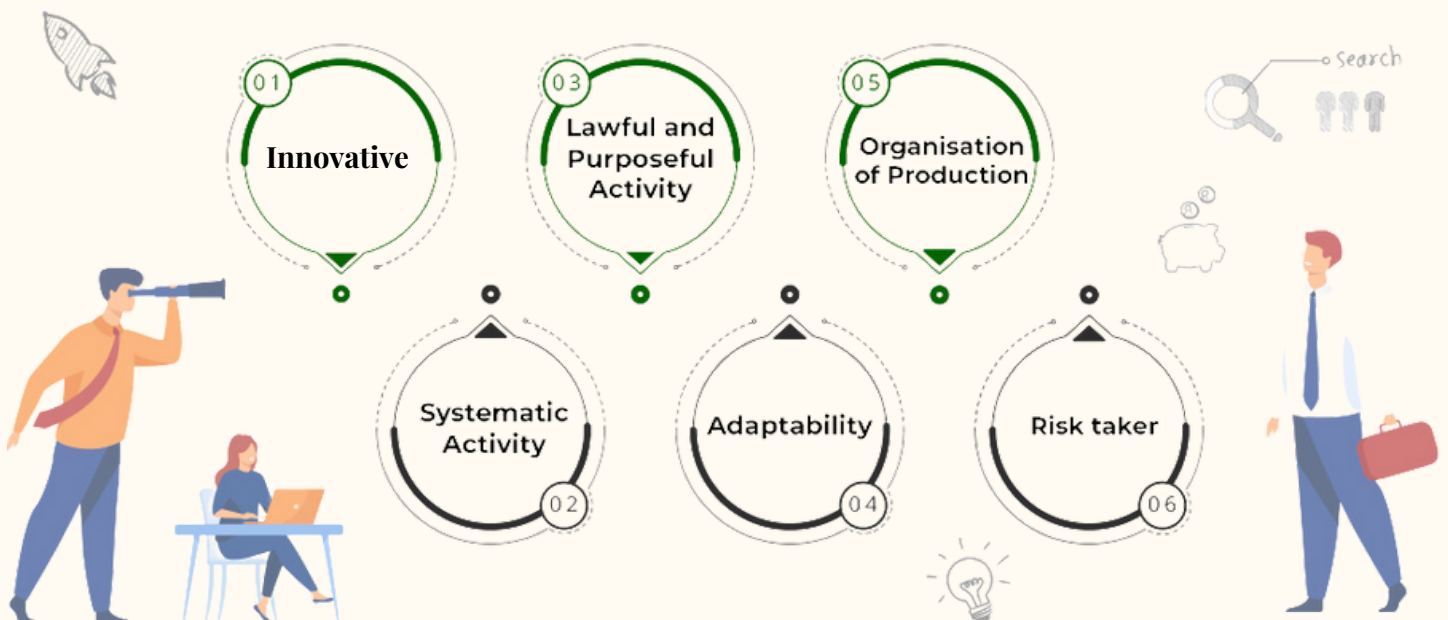 01
Innovative
02
Systematic
Activity
03
Lawful and
Purposeful
Activity
04
Adaptability
05
Organisation
of Production
06
Risk taker
search